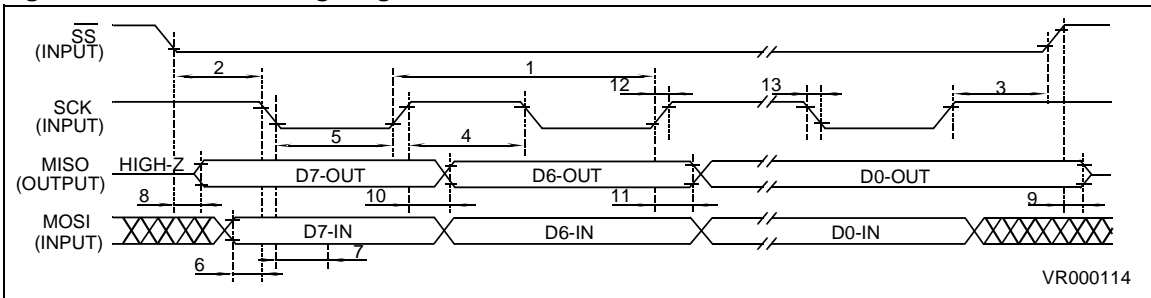 SS
(INPUT)
2
1
12
13
3
SCK
(INPUT)
5
4
MISO
(OUTPUT)
HIGH-Z
D7-OUT
D6-OUT
D0-OUT
8
10
11
9
MOSI
(INPUT)
D7-IN
D6-IN
D0-IN
7
6
VR000114